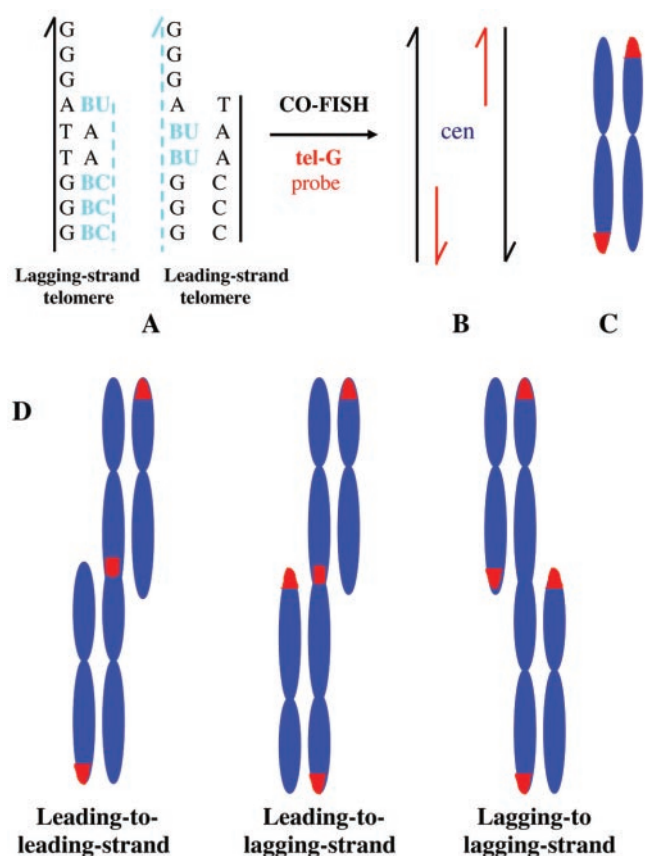 G G
G G
G G
A BU A T
T A BU A
T A BU A
G BC G C
G BC G C
G BC G C
Lagging-strand
telomere
Leading-strand
telomere
A
CO-FISH
tel-G
probe
cen
B
C
D
Leading-to-
leading-strand
Leading-to-
lagging-strand
Lagging-to
lagging-strand